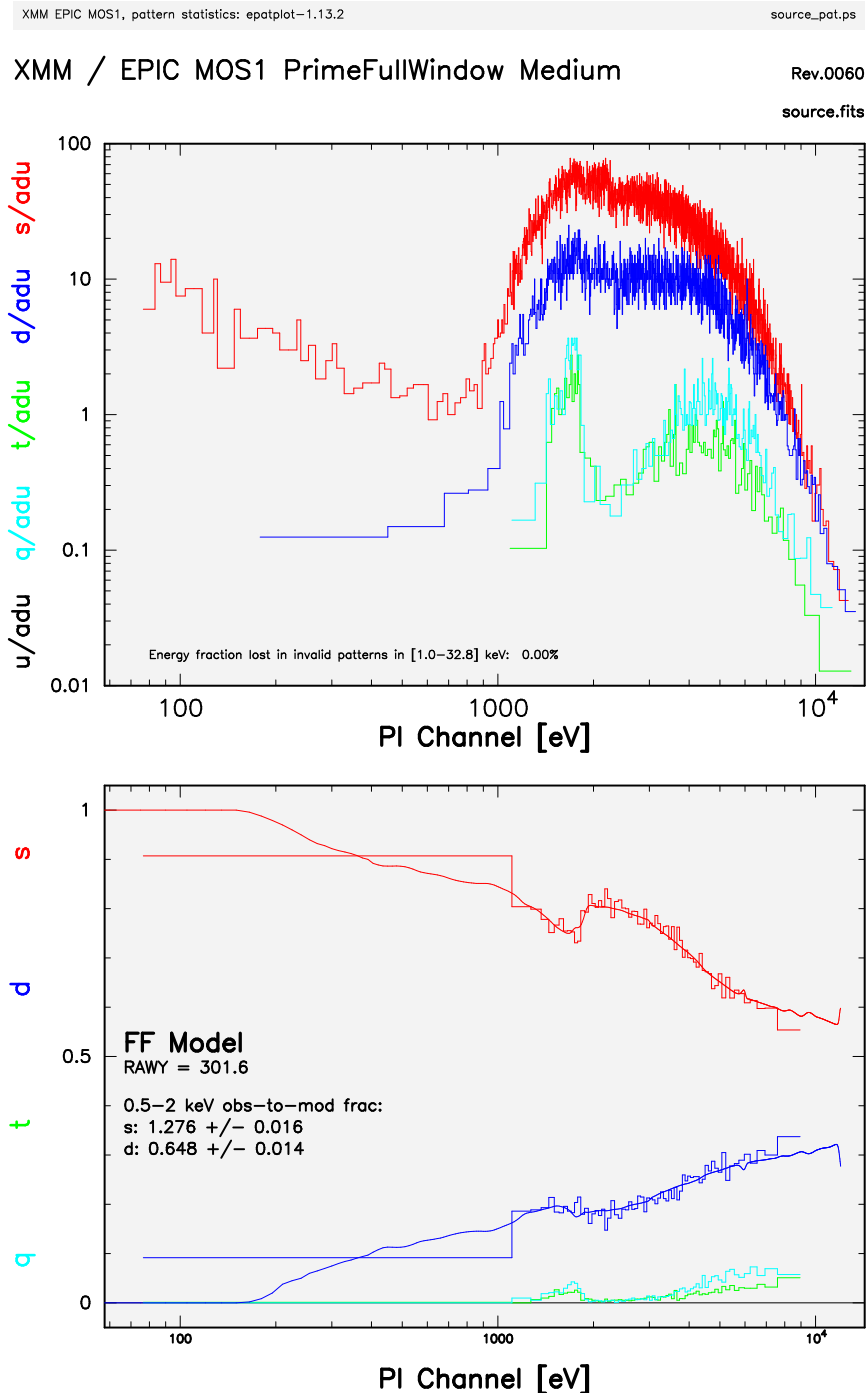 XMM EPIC MOS1, pattern statistics: epatplot-1.13.2 source_pat.ps
XMM / EPIC MOS1 PrimeFullWindow Medium Rev.0060
source.fits
u/adu q/adu t/adu d/adu s/adu
100
10
1
0.1
0.01
Energy fraction lost in invalid patterns in [1.0-32.8] keV: 0.00%
100 1000 10⁴
PI Channel [eV]
q t d s
1
0.5
0
FF Model
RAWY = 301.6
0.5-2 keV obs-to-mod frac:
s: 1.276 +/- 0.016
d: 0.648 +/- 0.014
100 1000 10⁴
PI Channel [eV]